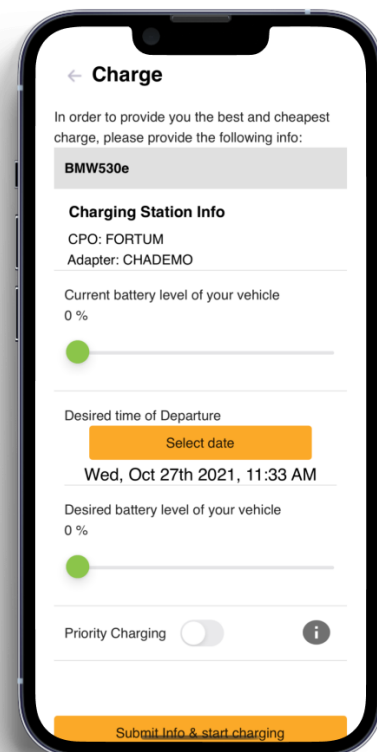 ← Charge
In order to provide you the best and cheapest
charge, please provide the following info:
BMW530e
Charging Station Info
CPO: FORTUM
Adapter: CHADEMO
Current battery level of your vehicle
0 %
Desired time of Departure
Select date
Wed, Oct 27th 2021, 11:33 AM
Desired battery level of your vehicle
0 %
Priority Charging
i
Submit Info & start charging